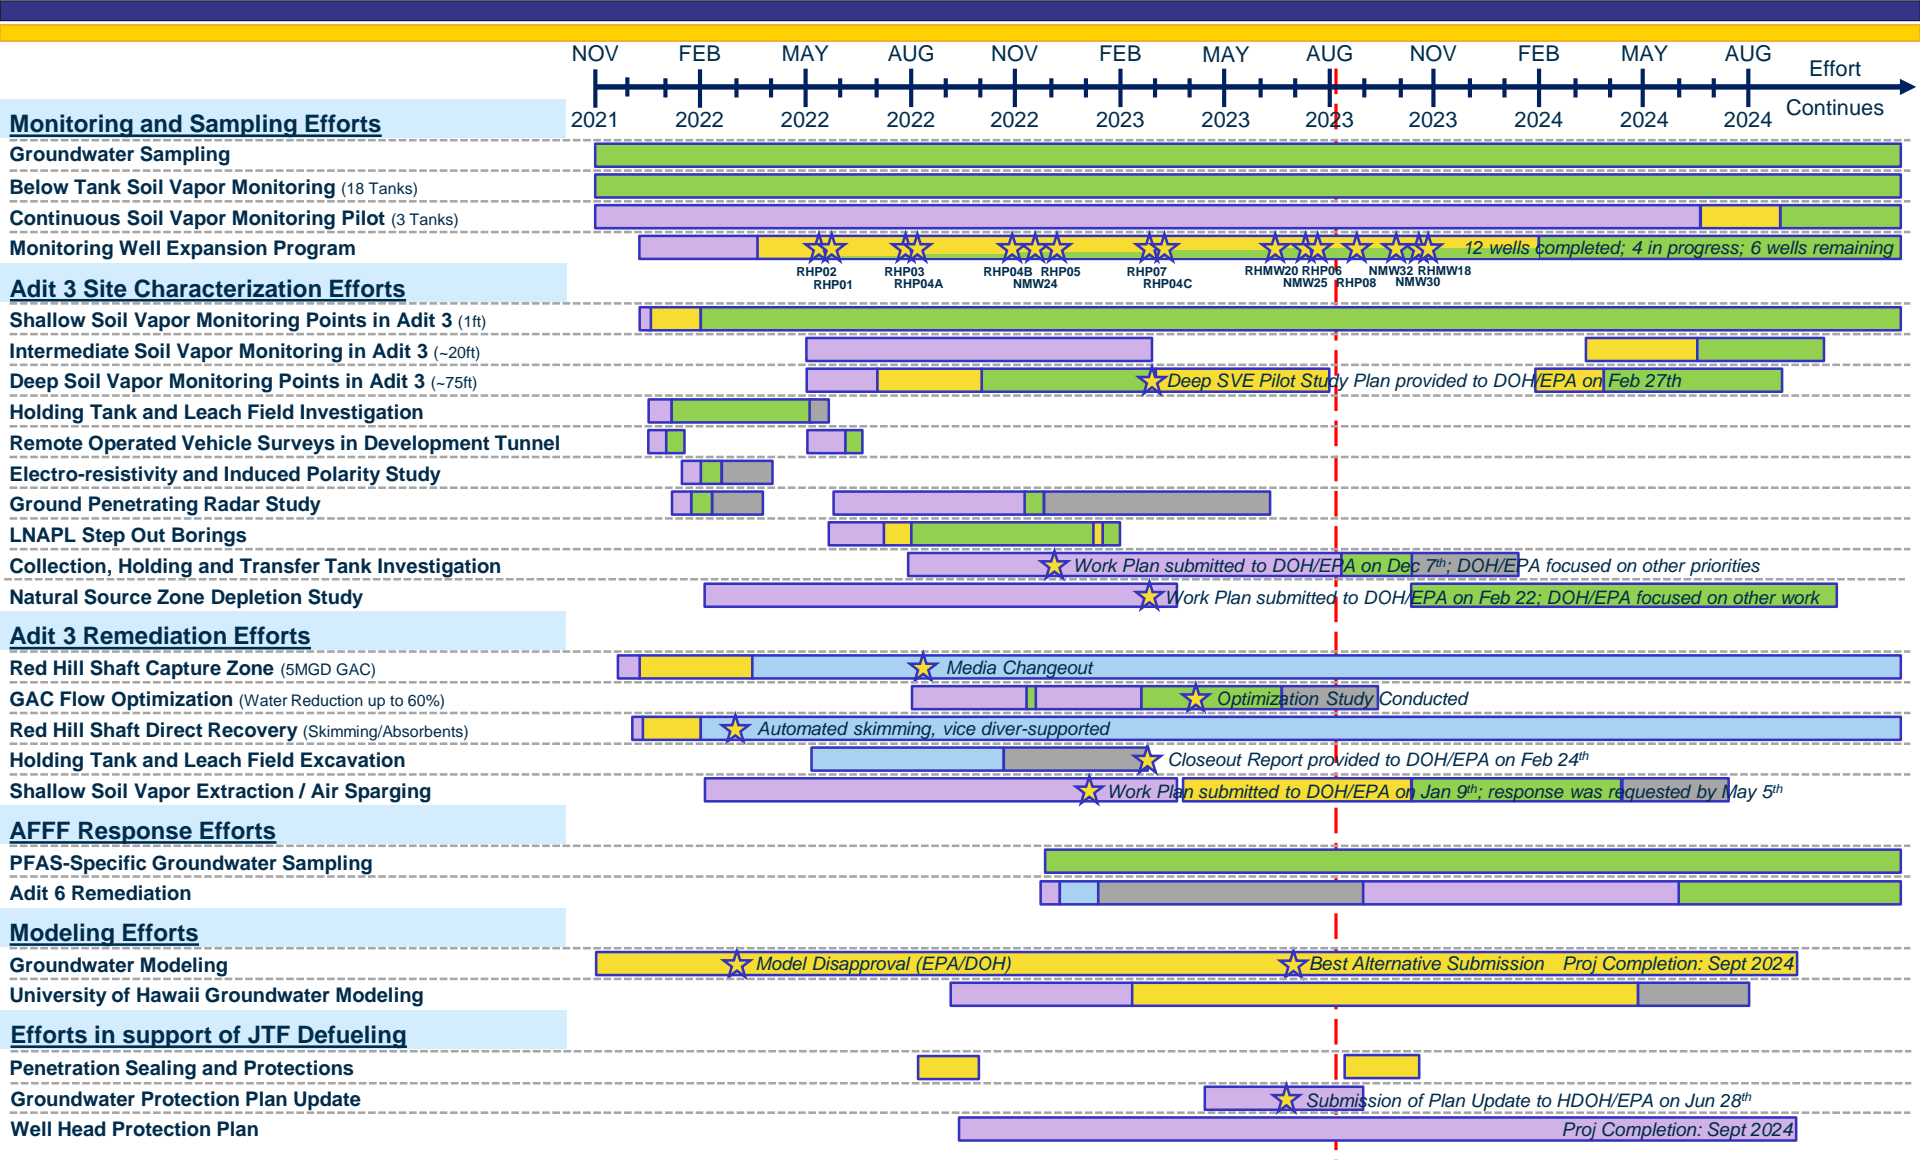 NOV FEB MAY AUG NOV FEB MAY AUG NOV FEB MAY AUG Effort
2021 2022 2022 2022 2022 2023 2023 2023 2023 2024 2024 2024 Continues
Monitoring and Sampling Efforts
Groundwater Sampling
Below Tank Soil Vapor Monitoring (18 Tanks)
Continuous Soil Vapor Monitoring Pilot (3 Tanks)
Monitoring Well Expansion Program 12 wells completed; 4 in progress; 6 wells remaining
RHP02 RHP03 RHP04B RHP05 RHP07 RHMW20 RHP06 NMW32 RHMW18
RHP01 RHP04A NMW24 RHP04C NMW25 RHP08 NMW30
Adit 3 Site Characterization Efforts
Shallow Soil Vapor Monitoring Points in Adit 3 (1ft)
Intermediate Soil Vapor Monitoring in Adit 3 (~20ft)
Deep Soil Vapor Monitoring Points in Adit 3 (~75ft) Deep SVE Pilot Study Plan provided to DOH/EPA on Feb 27th
Holding Tank and Leach Field Investigation
Remote Operated Vehicle Surveys in Development Tunnel
Electro-resistivity and Induced Polarity Study
Ground Penetrating Radar Study
LNAPL Step Out Borings
Collection, Holding and Transfer Tank Investigation Work Plan submitted to DOH/EPA on Dec 7th; DOH/EPA focused on other priorities
Natural Source Zone Depletion Study Work Plan submitted to DOH/EPA on Feb 22; DOH/EPA focused on other work
Adit 3 Remediation Efforts
Red Hill Shaft Capture Zone (5MGD GAC) Media Changeout
GAC Flow Optimization (Water Reduction up to 60%) Optimization Study Conducted
Red Hill Shaft Direct Recovery (Skimming/Absorbents) Automated skimming, vice diver-supported
Holding Tank and Leach Field Excavation Closeout Report provided to DOH/EPA on Feb 24th
Shallow Soil Vapor Extraction / Air Sparging Work Plan submitted to DOH/EPA on Jan 9th; response was requested by May 5th
AFFF Response Efforts
PFAS-Specific Groundwater Sampling
Adit 6 Remediation
Modeling Efforts
Groundwater Modeling Model Disapproval (EPA/DOH) Best Alternative Submission Proj Completion: Sept 2024
University of Hawaii Groundwater Modeling
Efforts in support of JTF Defueling
Penetration Sealing and Protections
Groundwater Protection Plan Update Submission of Plan Update to HDOH/EPA on Jun 28th
Well Head Protection Plan Proj Completion: Sept 2024